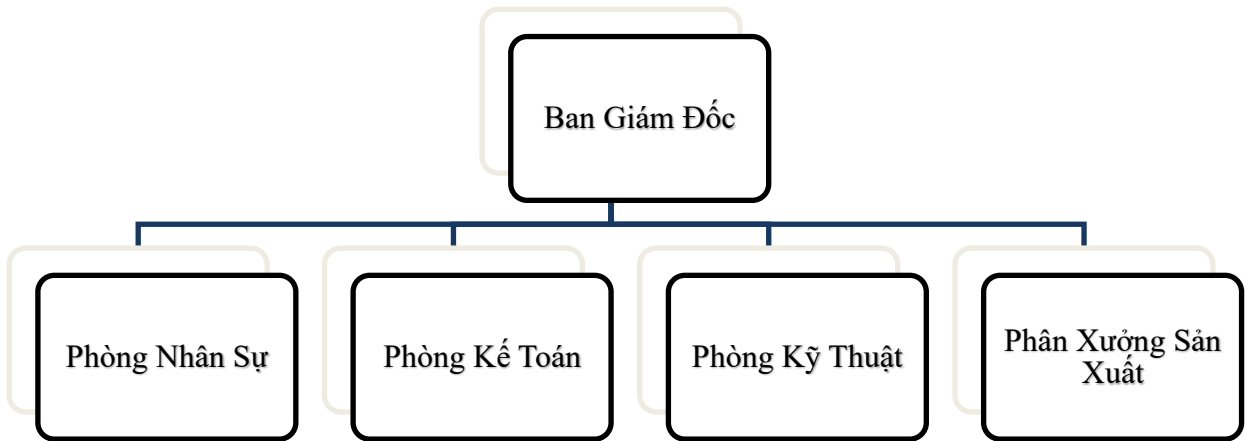 Ban Giám Đốc
Phòng Nhân Sự
Phòng Kế Toán
Phòng Kỹ Thuật
Phân Xưởng Sản
Xuất